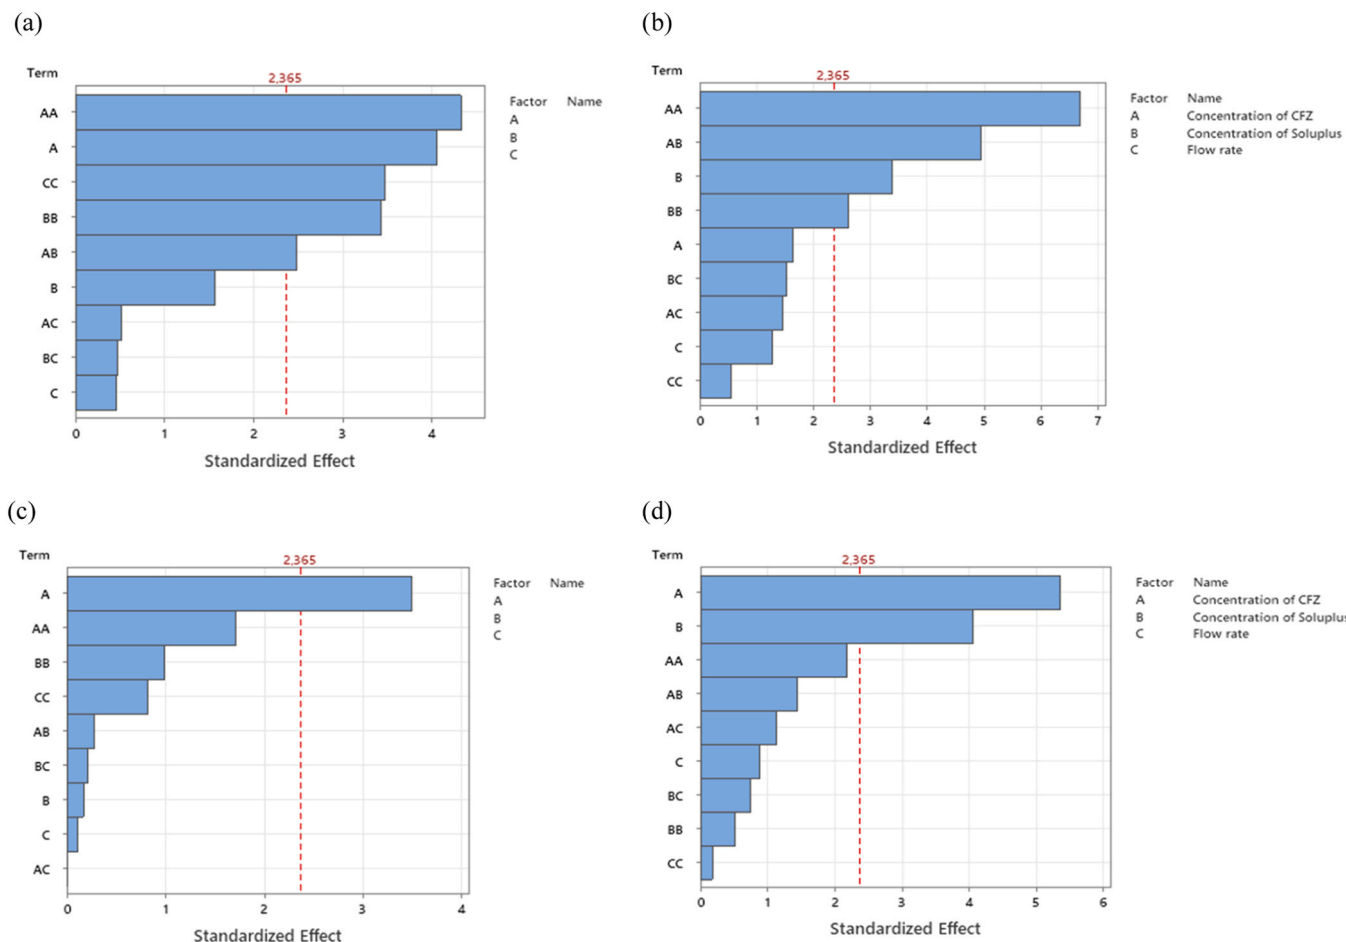 (a)
2,365
Term
AA
A
CC
BB
AB
B
AC
BC
C
0 1 2 3 4
Standardized Effect
Factor Name
A
B
C
(b)
2,365
Term
AA
AB
B
BB
A
BC
AC
C
CC
0 1 2 3 4 5 6 7
Standardized Effect
Factor Name
A Concentration of CFZ
B Concentration of Soluplus
C Flow rate
(c)
2,365
Term
A
AA
BB
CC
AB
BC
B
C
AC
0 1 2 3 4
Standardized Effect
Factor Name
A
B
C
(d)
2,365
Term
A
B
AA
AB
AC
C
BC
BB
CC
0 1 2 3 4 5 6
Standardized Effect
Factor Name
A Concentration of CFZ
B Concentration of Soluplus
C Flow rate